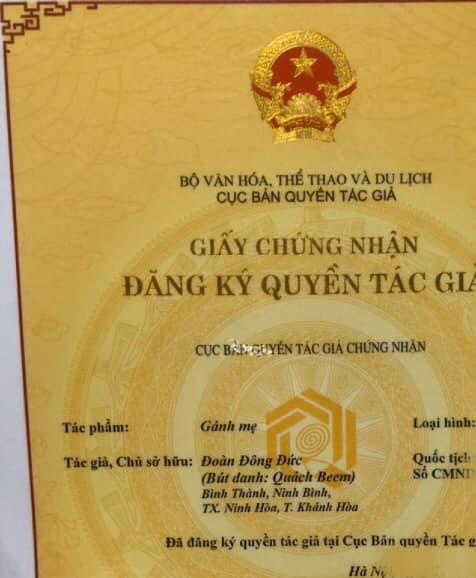 BỘ VĂN HÓA, THỂ THAO VÀ DU LỊCH
CỤC BẢN QUYỀN TÁC GIẢ
GIẤY CHỨNG NHẬN
ĐĂNG KÝ QUYỀN TÁC GIẢ
CỤC BẢN QUYỀN TÁC GIẢ CHỨNG NHẬN
Tác phẩm: Gánh mẹ Loại hình:
Tác giả, Chủ sở hữu: Đoàn Đông Đức Quốc tịch:
(Bút danh: Quách Beem) Số CMND
Bình Thành, Ninh Bình,
TX. Ninh Hòa, T. Khánh Hòa
Đã đăng ký quyền tác giả tại Cục Bản quyền Tác g
Hà N